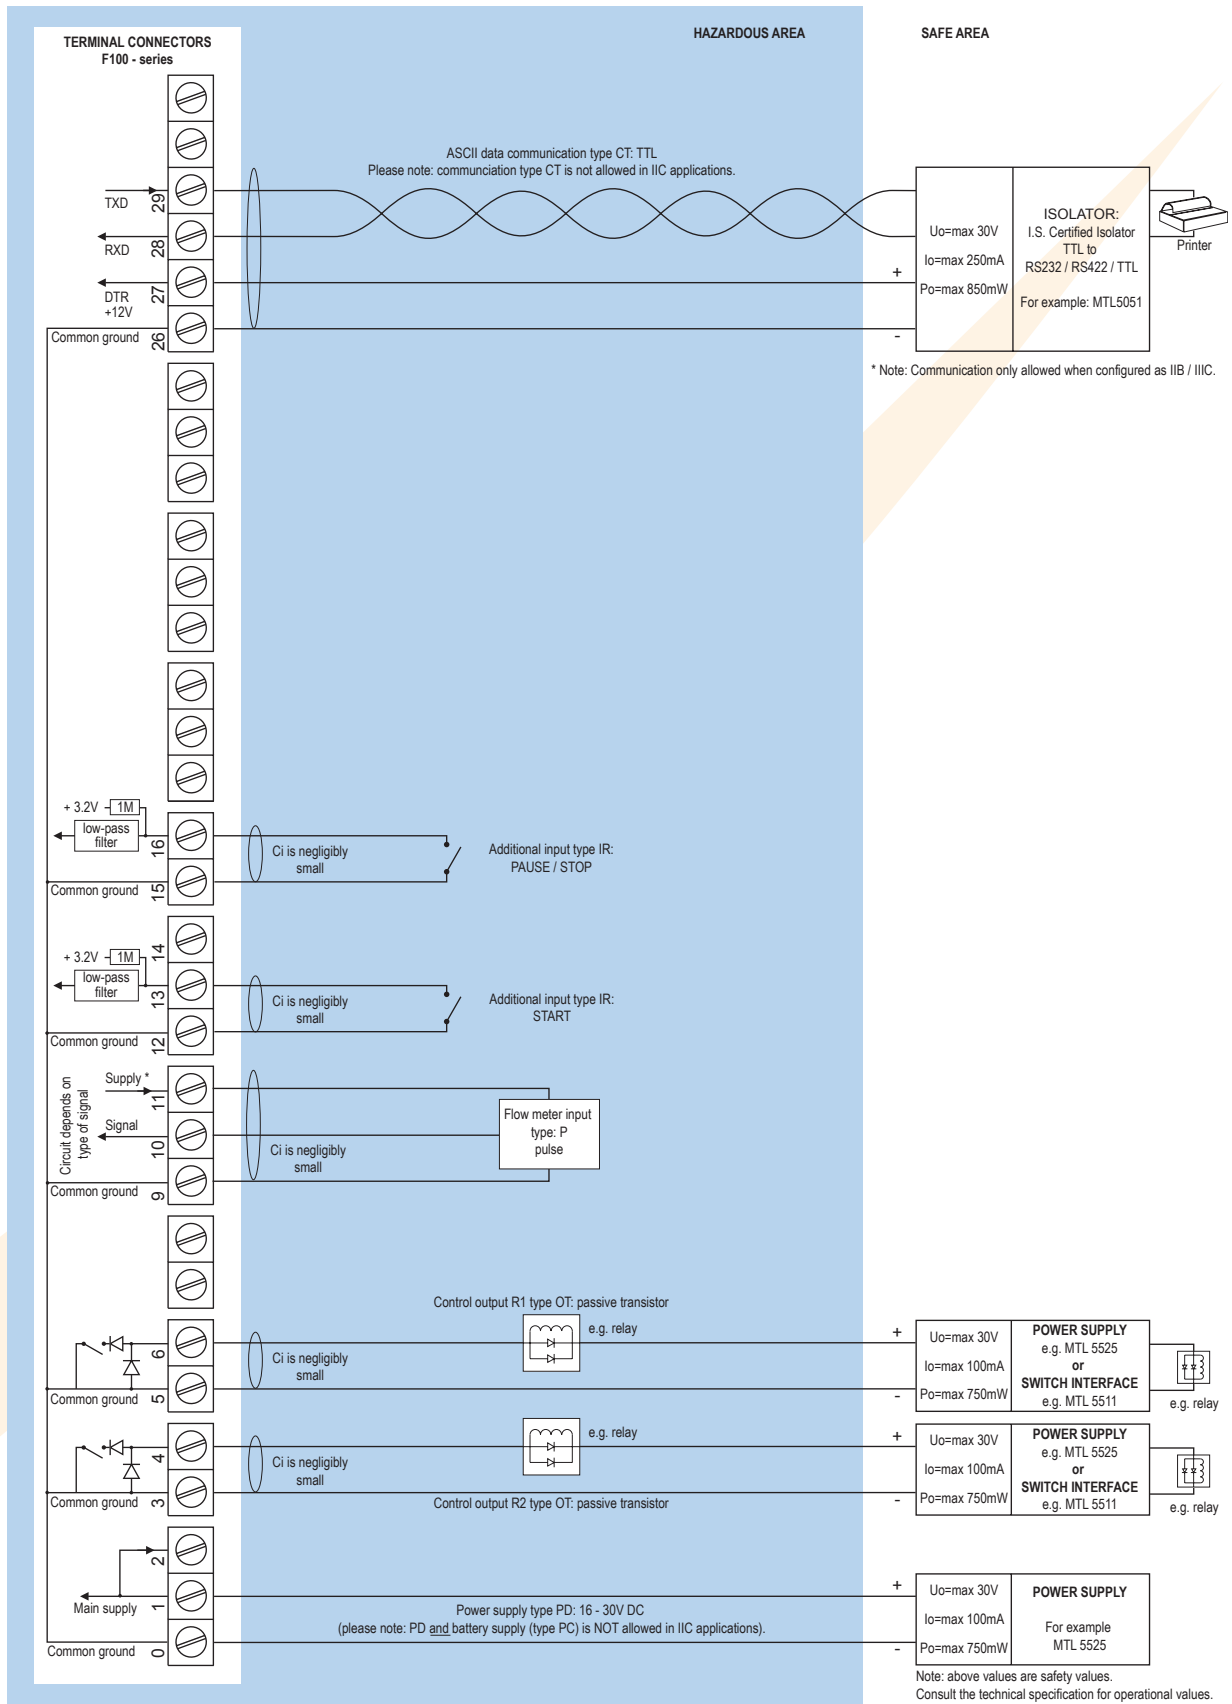 HAZARDOUS AREA
SAFE AREA
TERMINAL CONNECTORS
F100 - series
ASCII data communication type CT: TTL
Please note: communciation type CT is not allowed in IIC applications.
TXD
29
RXD
28
DTR
+12V
27
Common ground
26
+
-
Uo=max 30V
Io=max 250mA
Po=max 850mW
ISOLATOR:
I.S. Certified Isolator
TTL to
RS232 / RS422 / TTL
For example: MTL5051
Printer
* Note: Communication only allowed when configured as IIB / IIIC.
+ 3.2V
1M
low-pass
filter
16
Common ground
15
Ci is negligibly
small
Additional input type IR:
PAUSE / STOP
14
+ 3.2V
1M
low-pass
filter
13
Common ground
12
Ci is negligibly
small
Additional input type IR:
START
Circuit depends on
type of signal
Supply *
11
Signal
10
Common ground
9
Ci is negligibly
small
Flow meter input
type: P
pulse
Control output R1 type OT: passive transistor
e.g. relay
6
Common ground
5
Ci is negligibly
small
+
-
Uo=max 30V
Io=max 100mA
Po=max 750mW
POWER SUPPLY
e.g. MTL 5525
or
SWITCH INTERFACE
e.g. MTL 5511
e.g. relay
4
Common ground
3
Ci is negligibly
small
e.g. relay
Control output R2 type OT: passive transistor
+
-
Uo=max 30V
Io=max 100mA
Po=max 750mW
POWER SUPPLY
e.g. MTL 5525
or
SWITCH INTERFACE
e.g. MTL 5511
e.g. relay
2
Main supply
1
Common ground
0
Power supply type PD: 16 - 30V DC
(please note: PD and battery supply (type PC) is NOT allowed in IIC applications).
+
-
Uo=max 30V
Io=max 100mA
Po=max 750mW
POWER SUPPLY
For example
MTL 5525
Note: above values are safety values.
Consult the technical specification for operational values.